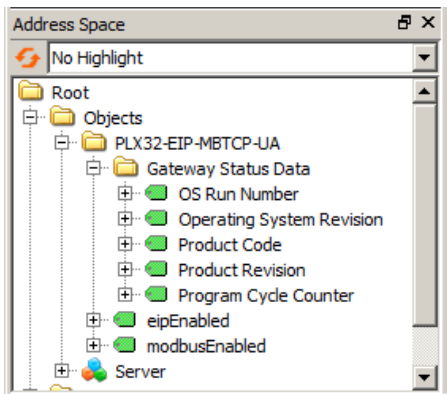 Address Space
No Highlight
Root
Objects
PLX32-EIP-MBTCP-UA
Gateway Status Data
OS Run Number
Operating System Revision
Product Code
Product Revision
Program Cycle Counter
eipEnabled
modbusEnabled
Server